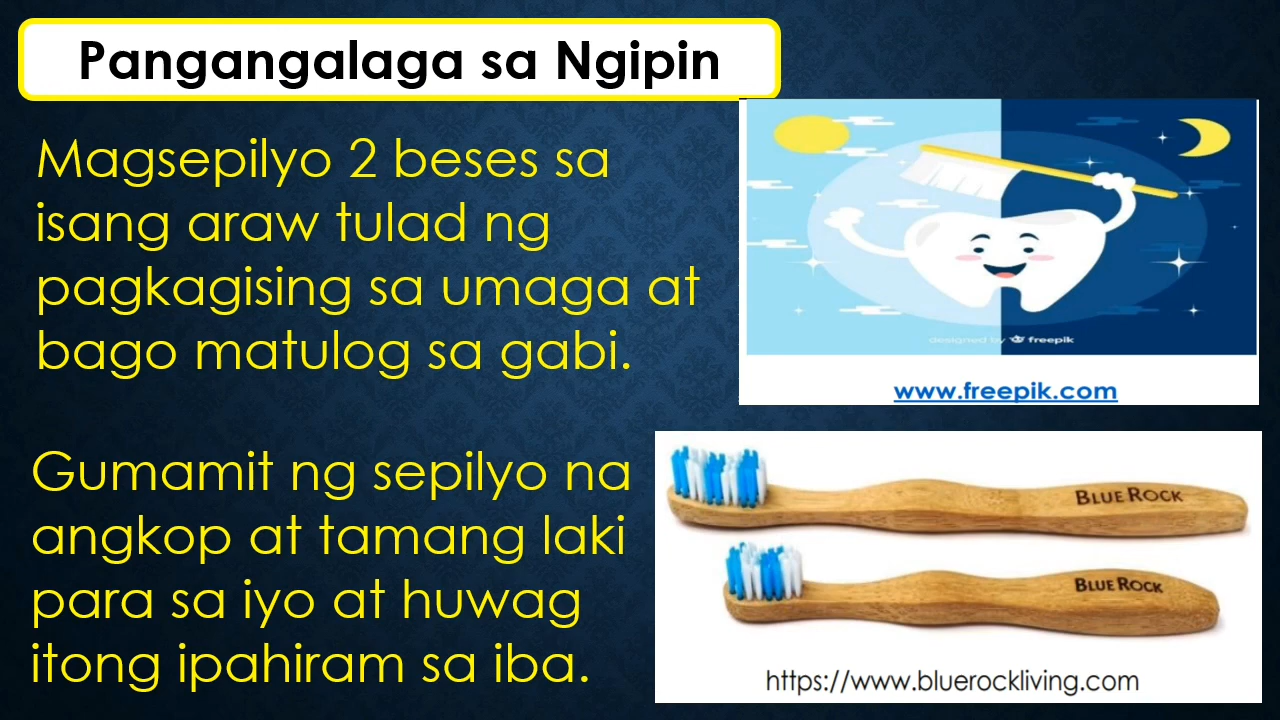 Pangangalaga sa Ngipin
Magsepilyo 2 beses sa
isang araw tulad ng
pagkagising sa umaga at
bago matulog sa gabi.
designed by freepik
www.freepik.com
Gumamit ng sepilyo na
angkop at tamang laki
para sa iyo at huwag
itong ipahiram sa iba.
BLUE ROCK
BLUE ROCK
https://www.bluerockliving.com